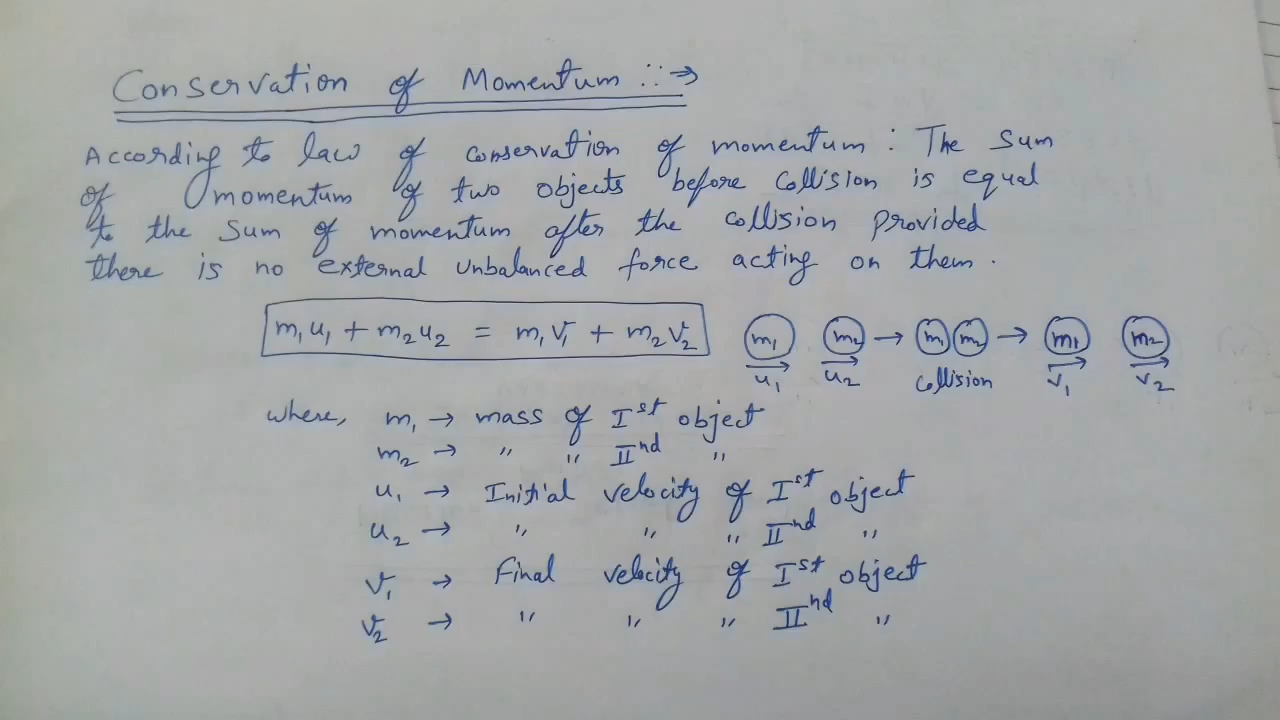 Conservation of Momentum ::→
According to law of conservation of momentum : The sum
of momentum of two objects before collision is equal
to the sum of momentum after the collision provided
there is no external unbalanced force acting on them.
m₁u₁ + m₂u₂ = m₁v₁ + m₂v₂ m₁ m₂ → m₁ m₂ → m₁ m₂
u₁ u₂ collision v₁ v₂
where, m₁ → mass of Iˢᵗ object
m₂ → " " IIⁿᵈ "
u₁ → Initial velocity of Iˢᵗ object
u₂ → " " " IIⁿᵈ "
v₁ → Final velocity of Iˢᵗ object
v₂ → " " " IIⁿᵈ "